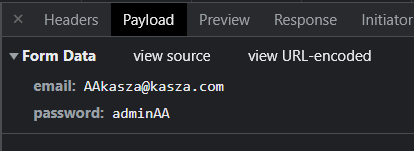 × Headers Payload Preview Response Initiator
▼ Form Data view source view URL-encoded
email: AAkasza@kasza.com
password: adminAA